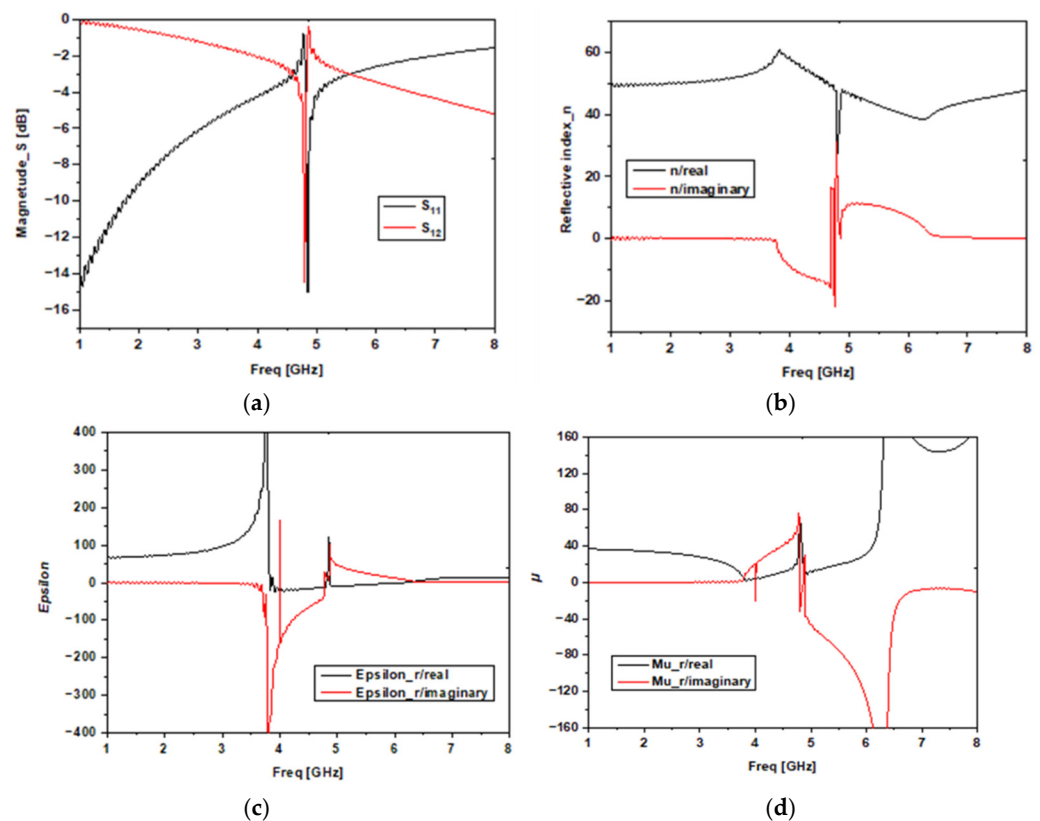 0
−2
−4
−6
−8
−10
−12
−14
−16
Magnetude_S [dB]
S11
S12
1 2 3 4 5 6 7 8
Freq [GHz]
(a)
60
40
20
0
−20
Reflective index_n
n/real
n/imaginary
1 2 3 4 5 6 7 8
Freq [GHz]
(b)
400
300
200
100
0
−100
−200
−300
−400
Epsilon
Epsilon_r/real
Epsilon_r/imaginary
1 2 3 4 5 6 7 8
Freq [GHz]
(c)
160
120
80
40
0
−40
−80
−120
−160
μ
Mu_r/real
Mu_r/imaginary
1 2 3 4 5 6 7 8
Freq [GHz]
(d)